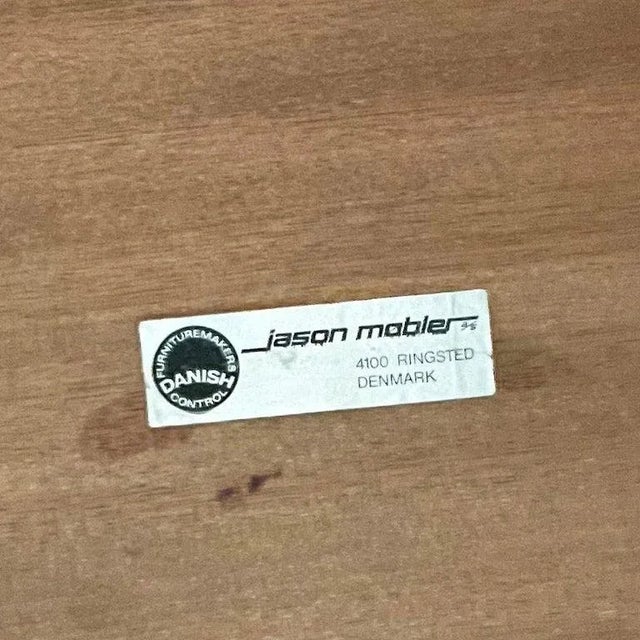 FURNITUREMAKERS
DANISH
CONTROL
jason møbler a/s
4100 RINGSTED
DENMARK